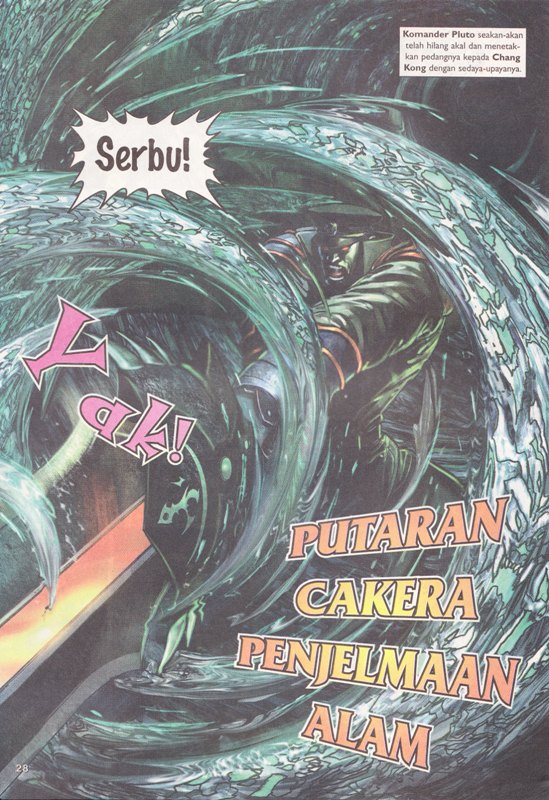 Komander Pluto seakan-akan
telah hilang akal dan menetak-
kan pedangnya kepada Chang
Kong dengan sedaya-upayanya.
Serbu!
Yak!
PUTARAN
CAKERA
PENJELMAAN
ALAM
28